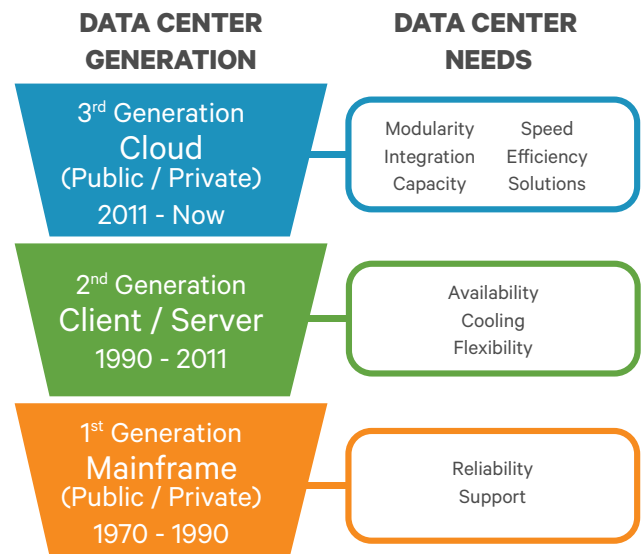 DATA CENTER
GENERATION
DATA CENTER
NEEDS
3rd Generation
Cloud
(Public / Private)
2011 - Now
Modularity Speed
Integration Efficiency
Capacity Solutions
2nd Generation
Client / Server
1990 - 2011
Availability
Cooling
Flexibility
1st Generation
Mainframe
(Public / Private)
1970 - 1990
Reliability
Support